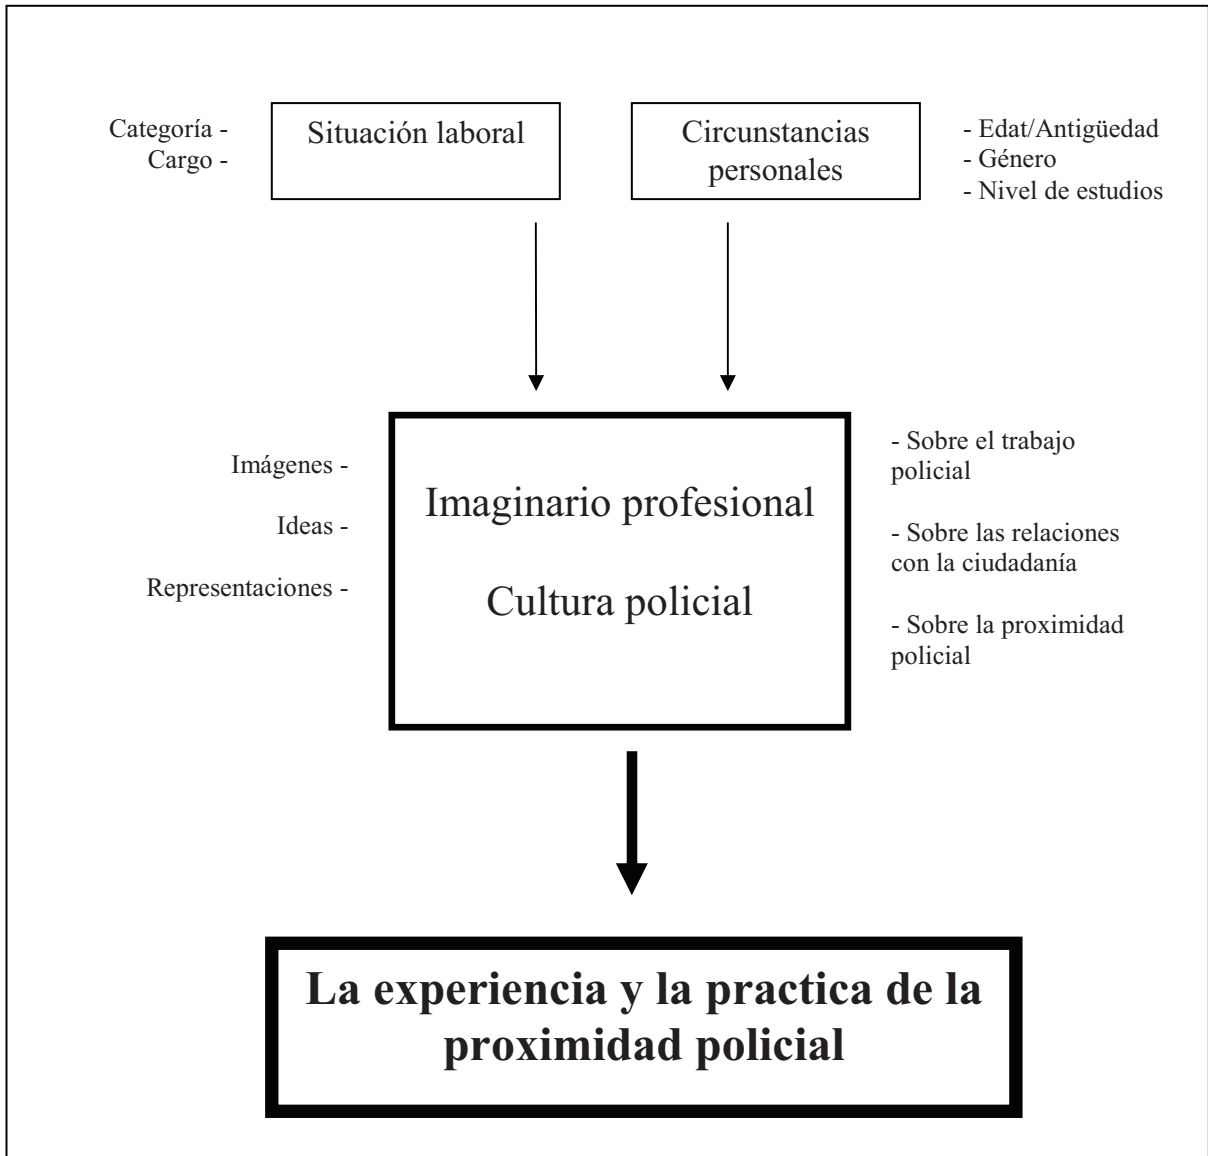 Categoría -
Cargo -
Situación laboral
Circunstancias
personales
- Edat/Antigüedad
- Género
- Nivel de estudios
Imágenes -
Ideas -
Representaciones -
Imaginario profesional
Cultura policial
- Sobre el trabajo
policial
- Sobre las relaciones
con la ciudadanía
- Sobre la proximidad
policial
La experiencia y la practica de la
proximidad policial